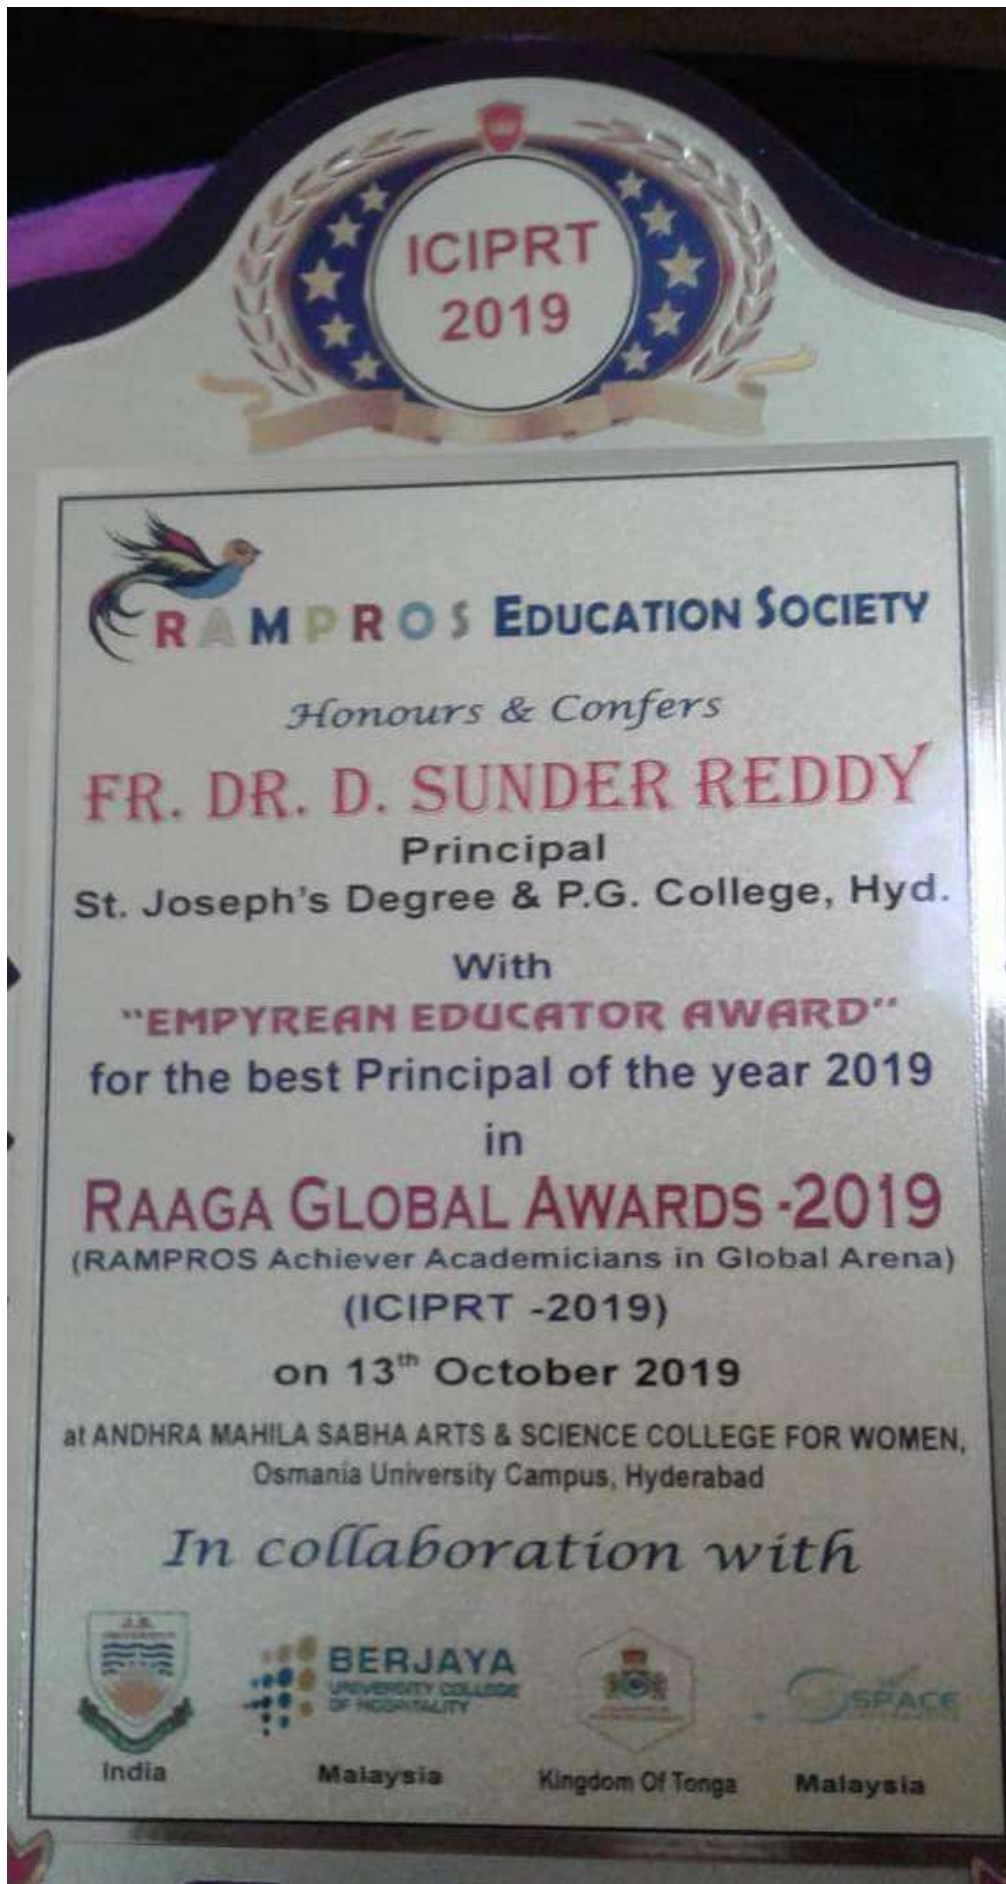 ICIPRT
2019
RAMPROS EDUCATION SOCIETY
Honours & Confers
FR. DR. D. SUNDER REDDY
Principal
St. Joseph's Degree & P.G. College, Hyd.
With
"EMPYREAN EDUCATOR AWARD"
for the best Principal of the year 2019
in
RAAGA GLOBAL AWARDS -2019
(RAMPROS Achiever Academicians in Global Arena)
(ICIPRT -2019)
on 13th October 2019
at ANDHRA MAHILA SABHA ARTS & SCIENCE COLLEGE FOR WOMEN,
Osmania University Campus, Hyderabad
In collaboration with
J.S.
UNIVERSITY
BERJAYA
UNIVERSITY COLLEGE
OF HOSPITALITY
SPACE
India
Malaysia
Kingdom Of Tonga
Malaysia